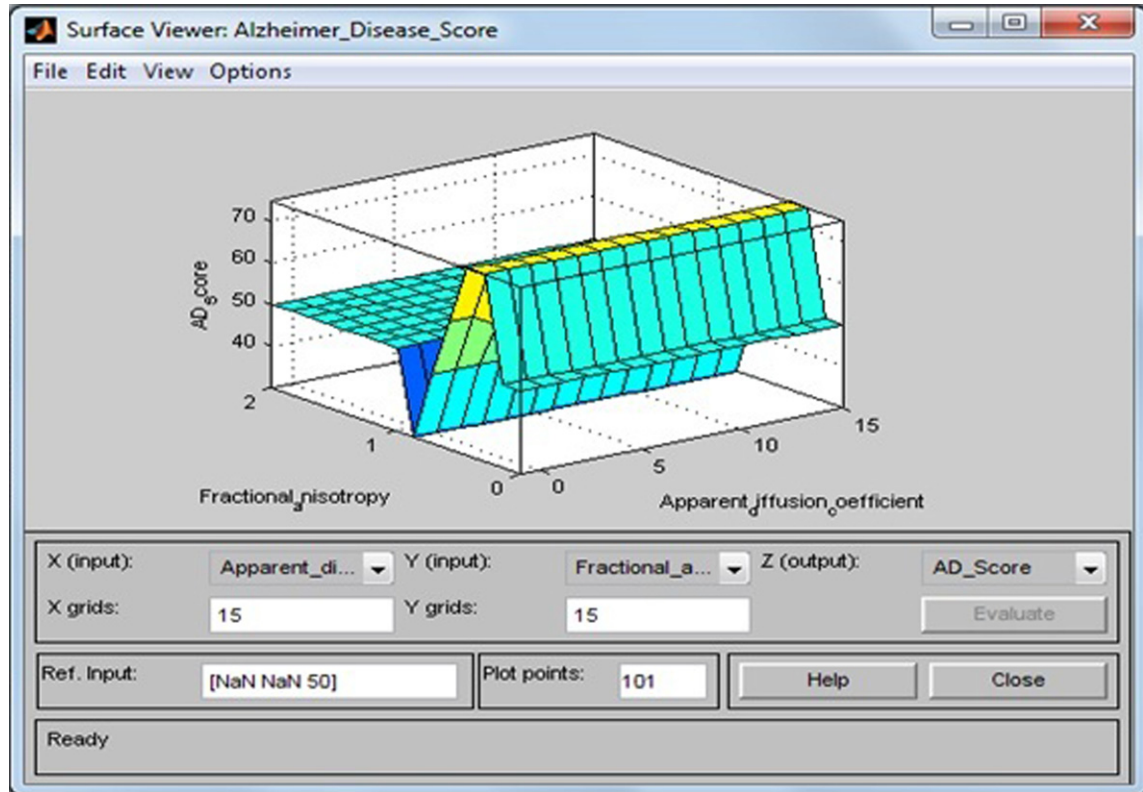 Surface Viewer: Alzheimer_Disease_Score
File Edit View Options
70
60
50
40
AD_score
2
1
0
Fractional_anisotropy
0
5
10
15
Apparent_diffusion_coefficient
X (input): Apparent_di... Y (input): Fractional_a... Z (output): AD_Score
X grids: 15 Y grids: 15 Evaluate
Ref. Input: [NaN NaN 50] Plot points: 101 Help Close
Ready